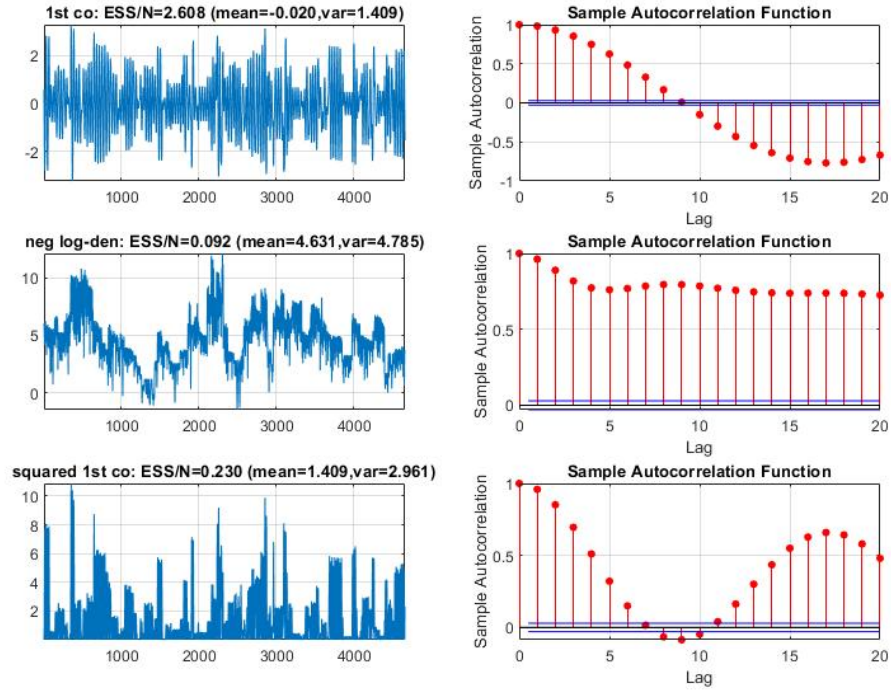 1st co: ESS/N=2.608 (mean=-0.020,var=1.409)
2
0
-2
1000 2000 3000 4000
Sample Autocorrelation Function
Sample Autocorrelation
1
0.5
0
-0.5
-1
0 5 10 15 20
Lag
neg log-den: ESS/N=0.092 (mean=4.631,var=4.785)
10
5
0
1000 2000 3000 4000
Sample Autocorrelation Function
Sample Autocorrelation
1
0.5
0
0 5 10 15 20
Lag
squared 1st co: ESS/N=0.230 (mean=1.409,var=2.961)
10
8
6
4
2
1000 2000 3000 4000
Sample Autocorrelation Function
Sample Autocorrelation
1
0.5
0
0 5 10 15 20
Lag